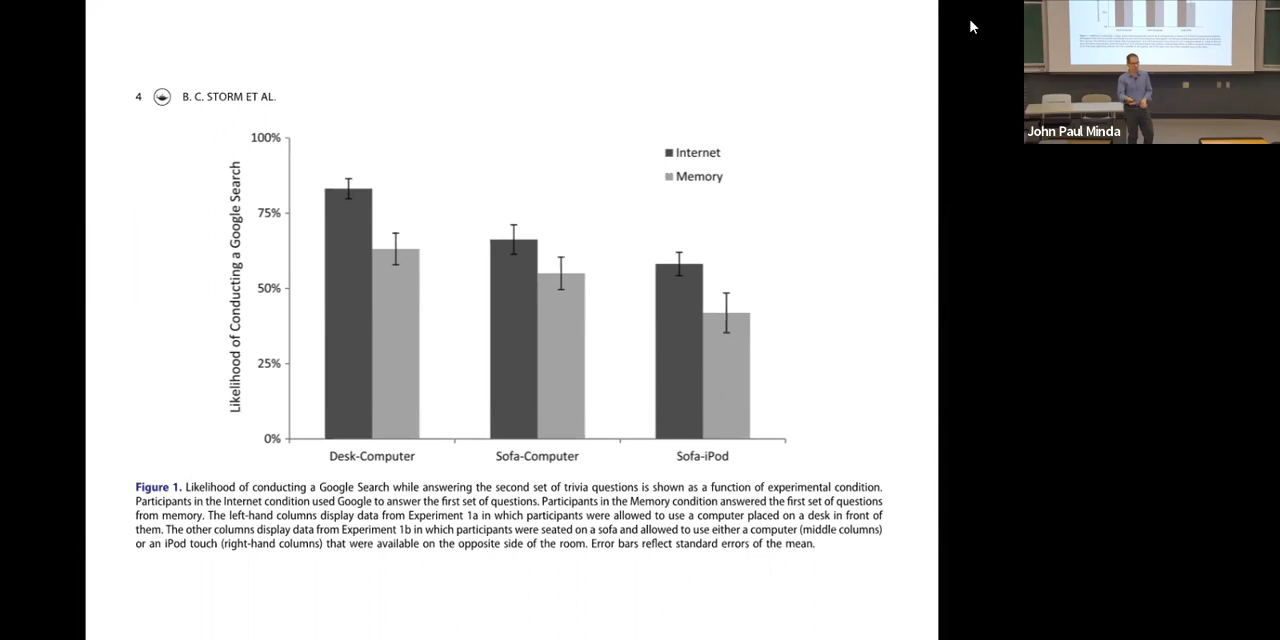 4 B. C. STORM ET AL.
100%
75%
50%
25%
0%
Likelihood of Conducting a Google Search
Internet
Memory
Desk-Computer
Sofa-Computer
Sofa-iPod
Figure 1. Likelihood of conducting a Google Search while answering the second set of trivia questions is shown as a function of experimental condition.
Participants in the Internet condition used Google to answer the first set of questions. Participants in the Memory condition answered the first set of questions
from memory. The left-hand columns display data from Experiment 1a in which participants were allowed to use a computer placed on a desk in front of
them. The other columns display data from Experiment 1b in which participants were seated on a sofa and allowed to use either a computer (middle columns)
or an iPod touch (right-hand columns) that were available on the opposite side of the room. Error bars reflect standard errors of the mean.
John Paul Minda